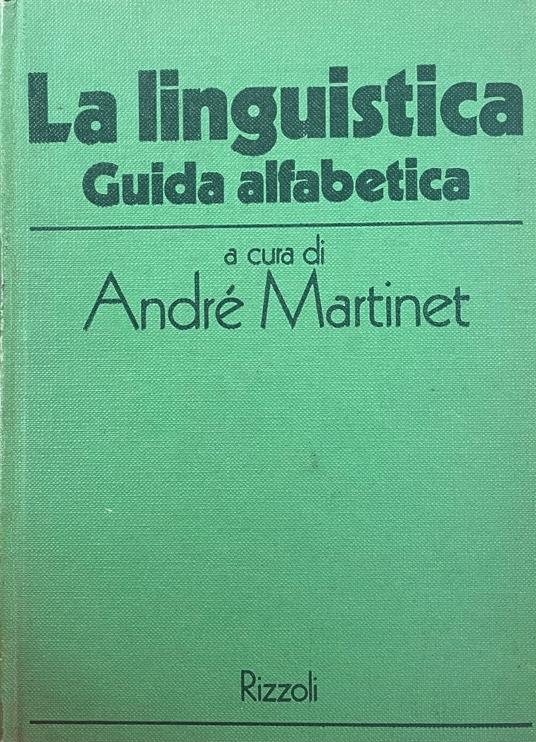 La linguistica
Guida alfabetica
a cura di
André Martinet
Rizzoli